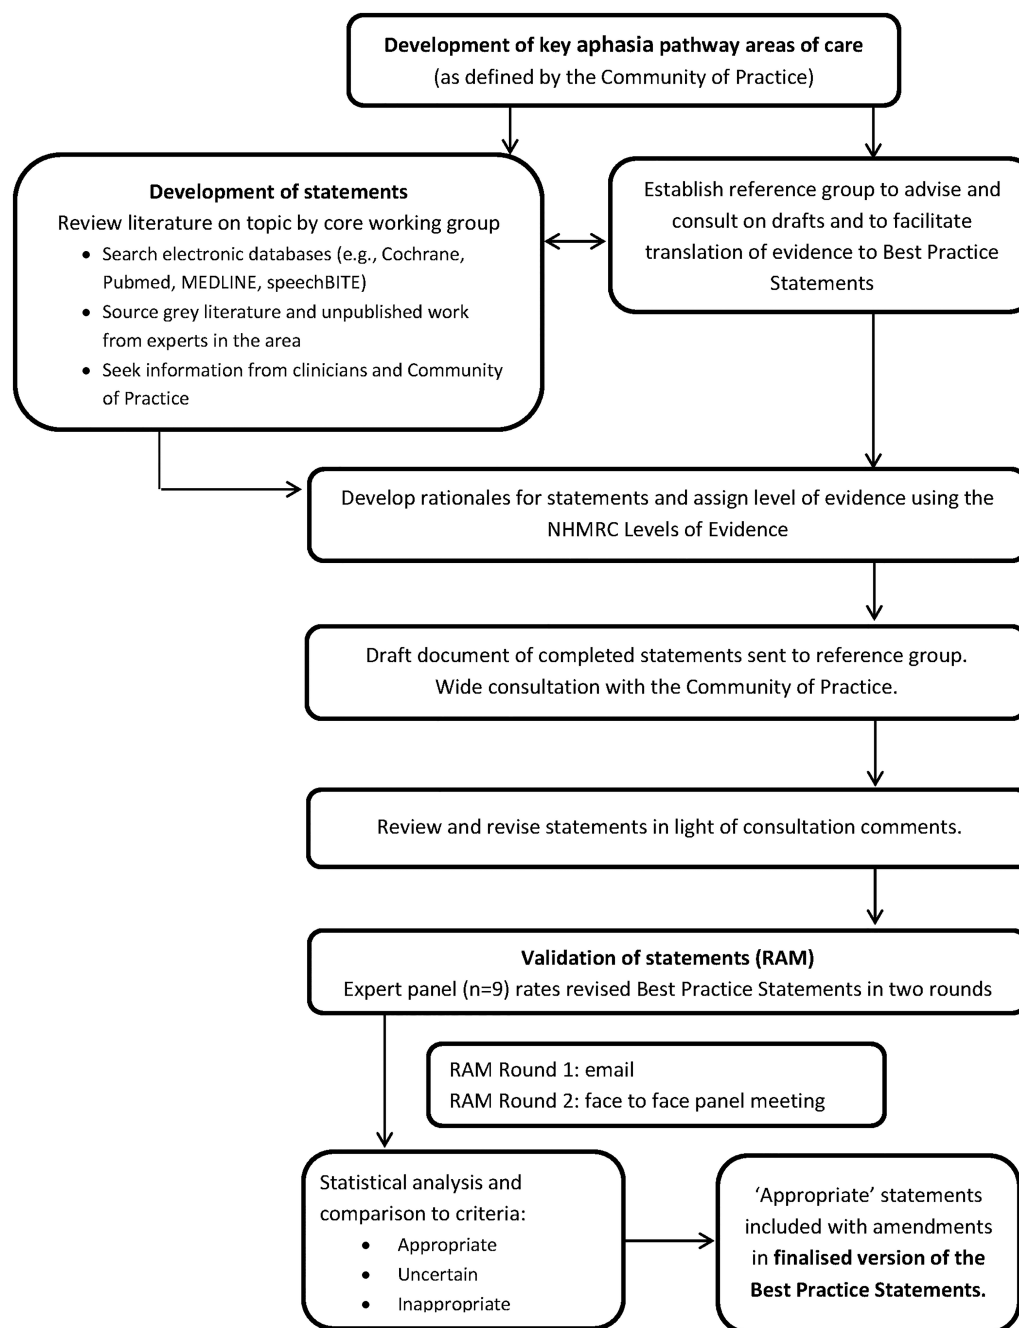 Development of key aphasia pathway areas of care
(as defined by the Community of Practice)
Development of statements
Review literature on topic by core working group
• Search electronic databases (e.g., Cochrane,
Pubmed, MEDLINE, speechBITE)
• Source grey literature and unpublished work
from experts in the area
• Seek information from clinicians and Community
of Practice
Establish reference group to advise and
consult on drafts and to facilitate
translation of evidence to Best Practice
Statements
Develop rationales for statements and assign level of evidence using the
NHMRC Levels of Evidence
Draft document of completed statements sent to reference group.
Wide consultation with the Community of Practice.
Review and revise statements in light of consultation comments.
Validation of statements (RAM)
Expert panel (n=9) rates revised Best Practice Statements in two rounds
RAM Round 1: email
RAM Round 2: face to face panel meeting
Statistical analysis and
comparison to criteria:
• Appropriate
• Uncertain
• Inappropriate
‘Appropriate’ statements
included with amendments
in finalised version of the
Best Practice Statements.